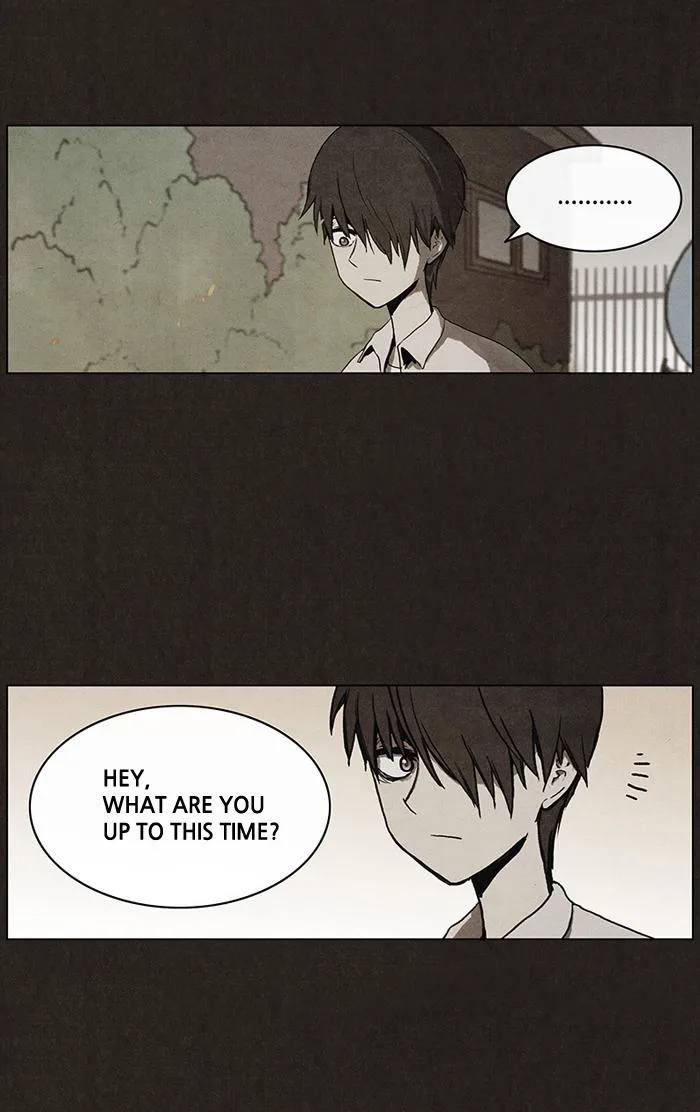 ...........
HEY,
WHAT ARE YOU
UP TO THIS TIME?